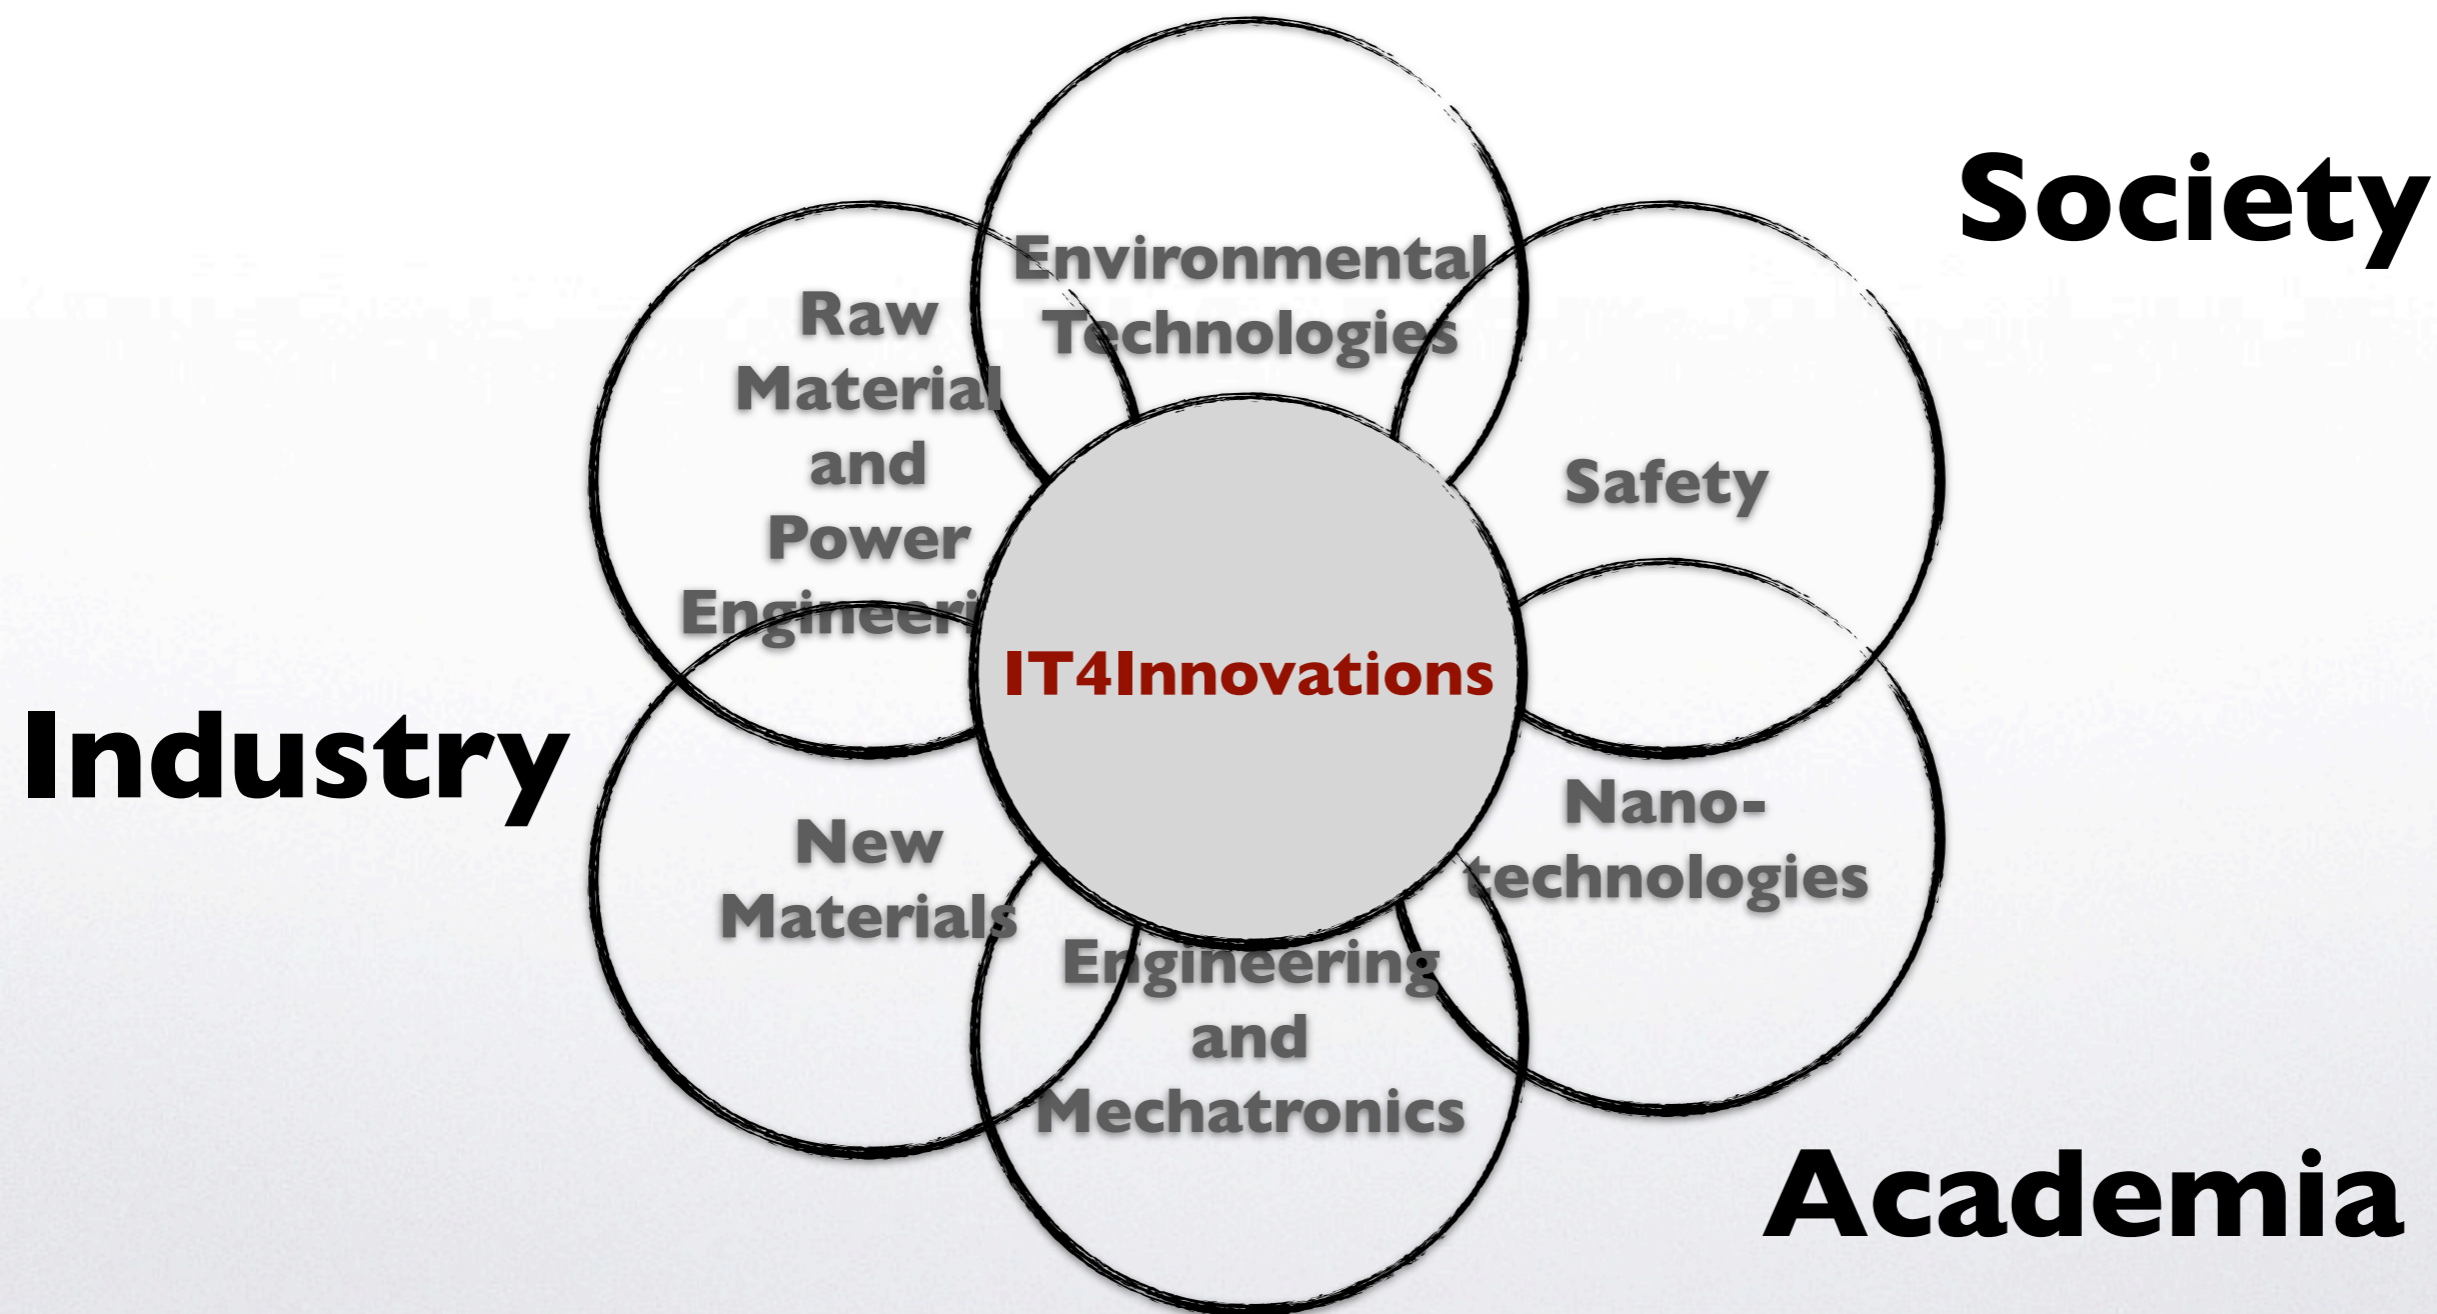 Society
Environmental
Technologies
Raw
Material
and
Power
Engineeri
Safety
IT4Innovations
Industry
New
Materials
Nano-
technologies
Engineering
and
Mechatronics
Academia